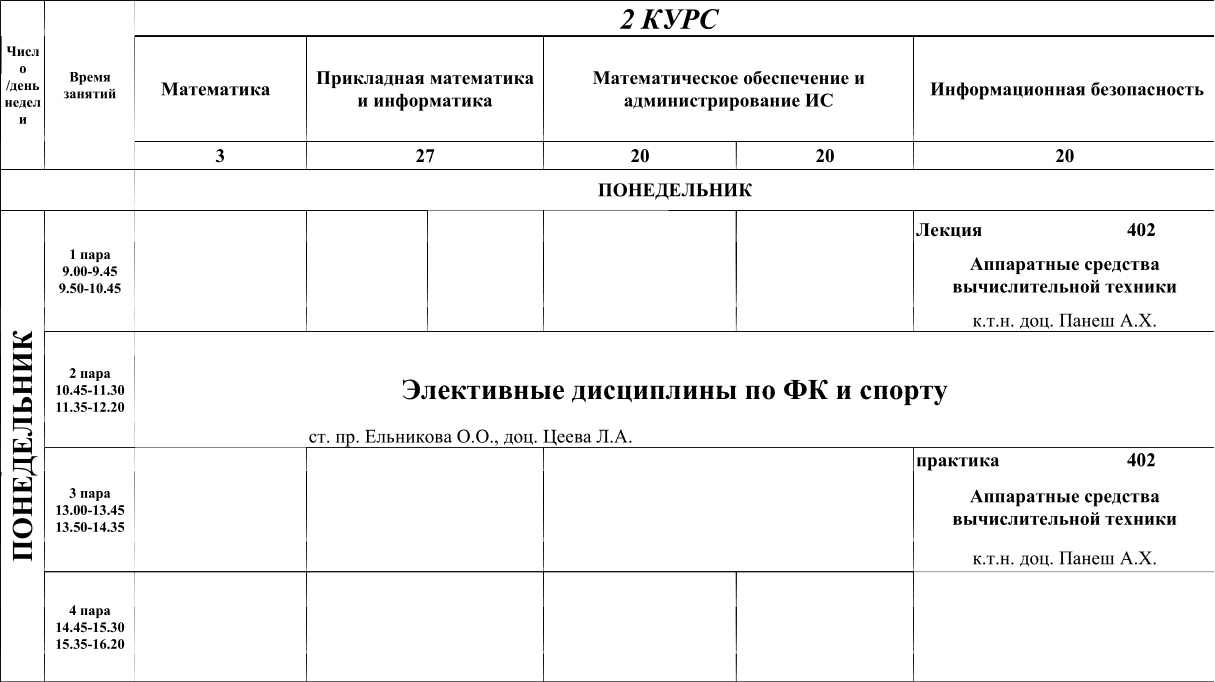 2 КУРС
Числ
о
/день
недел
и
Время
занятий
Математика
Прикладная математика
и информатика
Математическое обеспечение и
администрирование ИС
Информационная безопасность
3
27
20
20
20
ПОНЕДЕЛЬНИК
ПОНЕДЕЛЬНИК
1 пара
9.00-9.45
9.50-10.45
Лекция 402
Аппаратные средства
вычислительной техники
к.т.н. доц. Панеш А.Х.
2 пара
10.45-11.30
11.35-12.20
Элективные дисциплины по ФК и спорту
ст. пр. Ельникова О.О., доц. Цеева Л.А.
3 пара
13.00-13.45
13.50-14.35
практика 402
Аппаратные средства
вычислительной техники
к.т.н. доц. Панеш А.Х.
4 пара
14.45-15.30
15.35-16.20